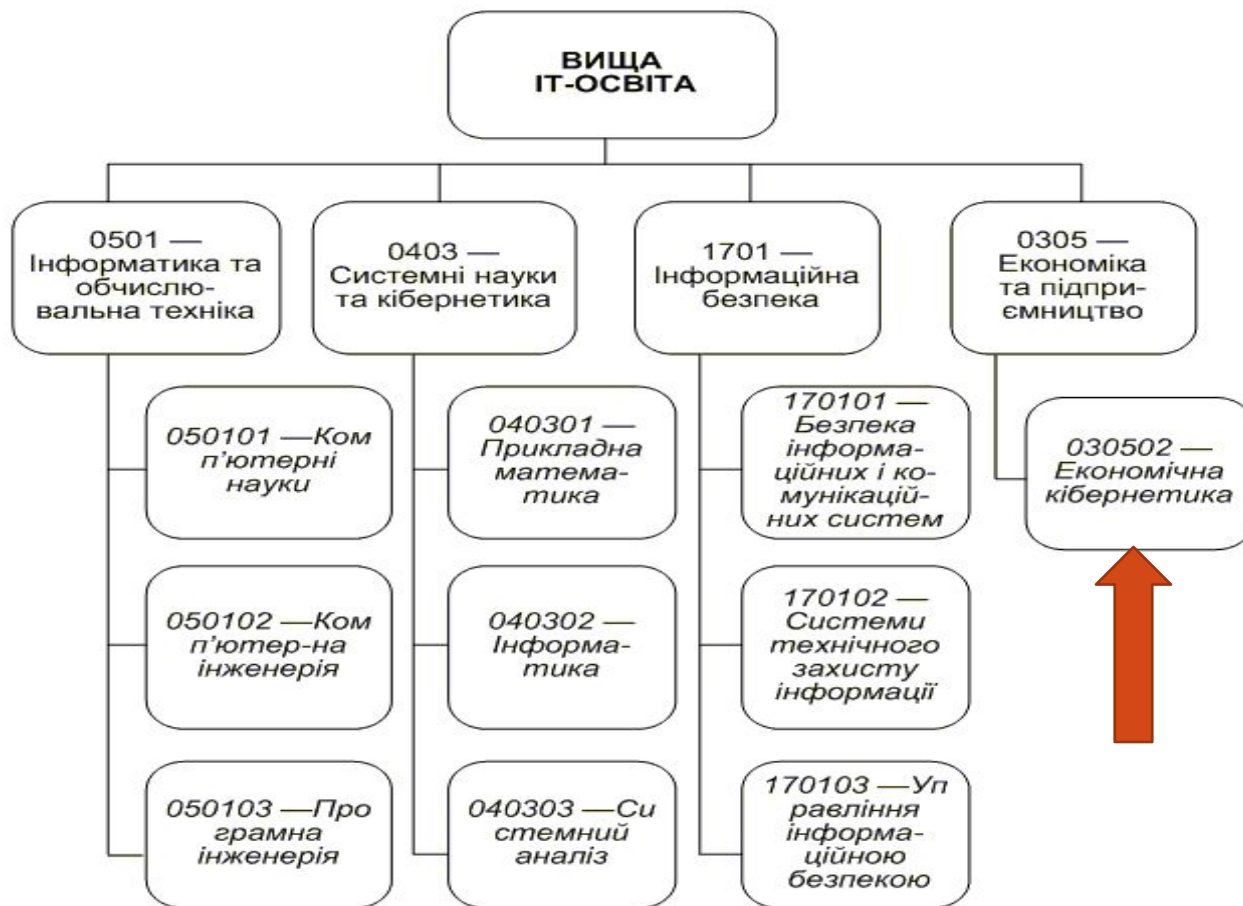 ВИЩА
ІТ-ОСВІТА
0501 —
Інформатика та
обчислю-
вальна техніка
0403 —
Системні науки
та кібернетика
1701 —
Інформаційна
безпека
0305 —
Економіка
та підпри-
ємництво
050101 —Ком
п'ютерні
науки
040301 —
Прикладна
матема-
тика
170101 —
Безпека
інформа-
ційних і ко-
мунікацій-
них систем
030502 —
Економічна
кібернетика
050102 —Ком
п'ютер-на
інженерія
040302 —
Інформа-
тика
170102 —
Системи
технічного
захисту
інформації
050103 —Про
грамна
інженерія
040303 —Си
стемний
аналіз
170103 —Уп
равління
інформа-
ційною
безпекою